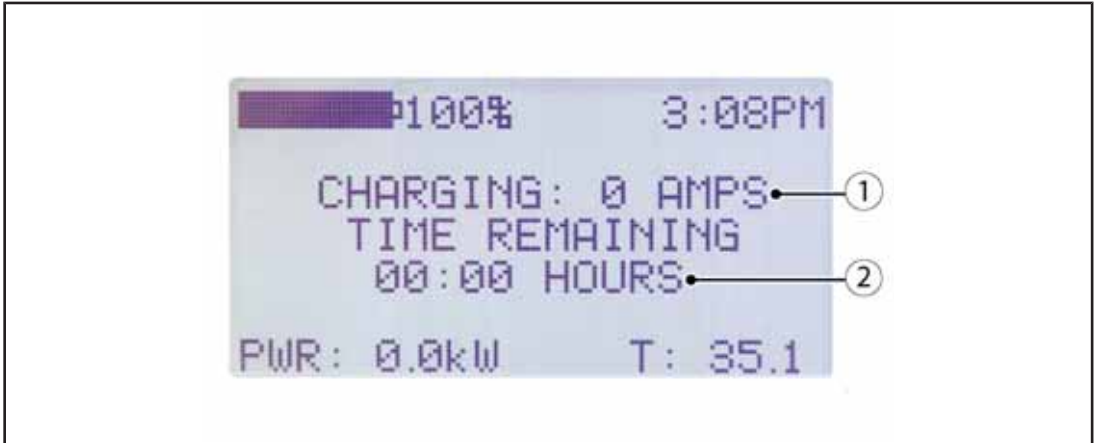 100% 3:08PM
CHARGING: 0 AMPS 1
TIME REMAINING
00:00 HOURS 2
PWR: 0.0kW T: 35.1